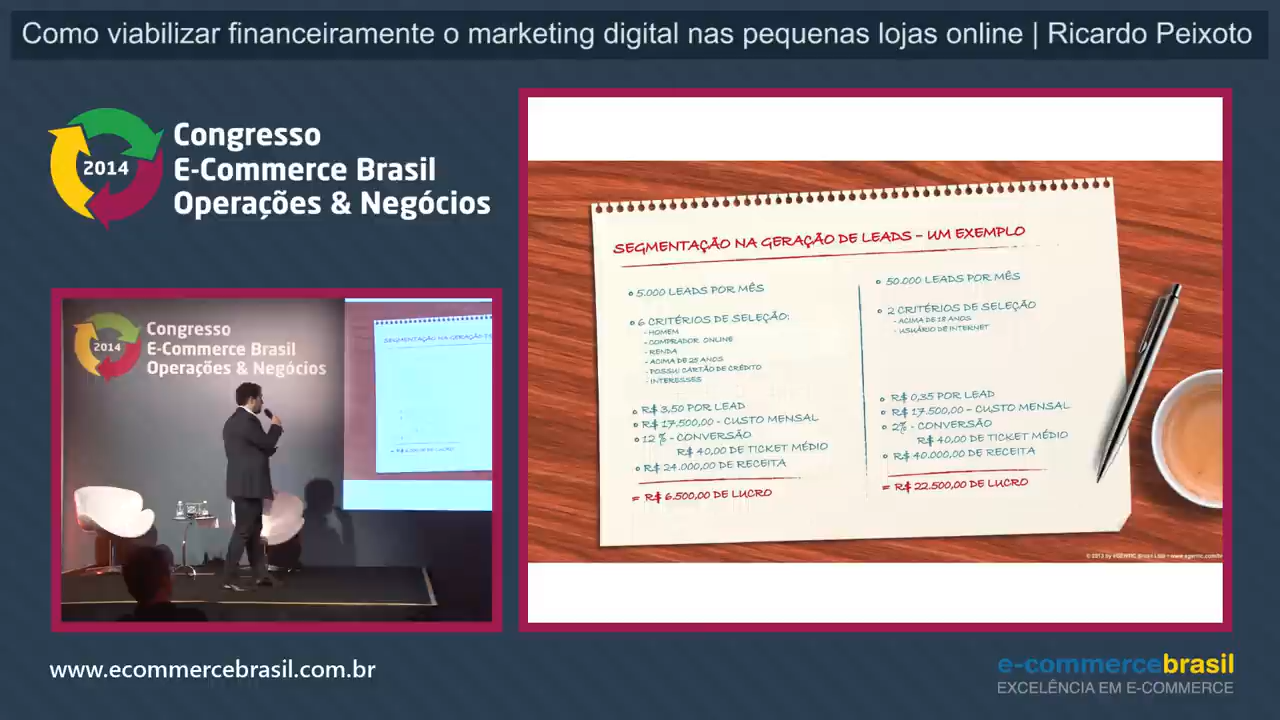 Como viabilizar financeiramente o marketing digital nas pequenas lojas online | Ricardo Peixoto
2014
Congresso
E-Commerce Brasil
Operações & Negócios
2014
Congresso
E-Commerce Brasil
Operações & Negócios
SEGMENTAÇÃO NA GERAÇÃO DE
SEGMENTAÇÃO NA GERAÇÃO DE LEADS – UM EXEMPLO
5.000 LEADS POR MÊS
6 CRITÉRIOS DE SELEÇÃO:
- HOMEM
- COMPRADOR ONLINE
- RENDA
- ACIMA DE 25 ANOS
- POSSUI CARTÃO DE CRÉDITO
- INTERESSES
R$ 3,50 POR LEAD
R$ 17.500,00 – CUSTO MENSAL
12 % - CONVERSÃO
R$ 40,00 DE TICKET MÉDIO
R$ 24.000,00 DE RECEITA
= R$ 6.500,00 DE LUCRO
50.000 LEADS POR MÊS
2 CRITÉRIOS DE SELEÇÃO
- ACIMA DE 18 ANOS
- USUÁRIO DE INTERNET
R$ 0,35 POR LEAD
R$ 17.500,00 – CUSTO MENSAL
2% - CONVERSÃO
R$ 40,00 DE TICKET MÉDIO
R$ 40.000,00 DE RECEITA
= R$ 22.500,00 DE LUCRO
www.ecommercebrasil.com.br
e-commercebrasil
EXCELÊNCIA EM E-COMMERCE